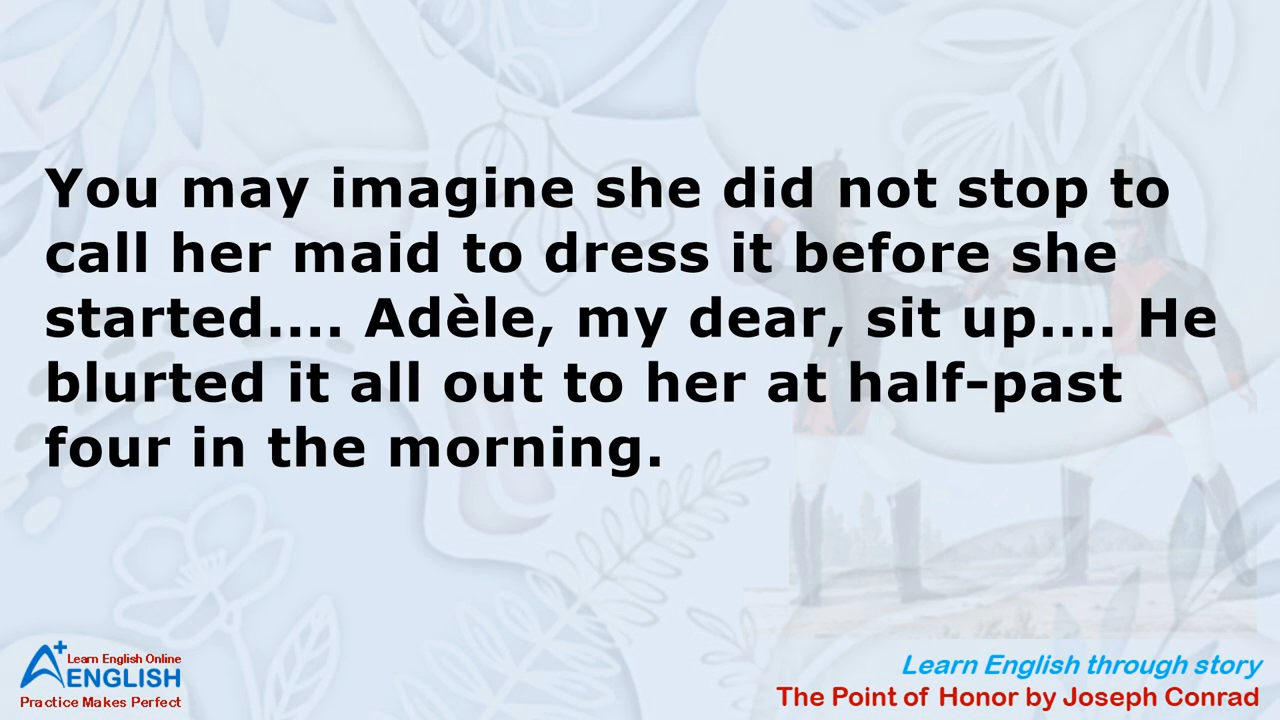 You may imagine she did not stop to
call her maid to dress it before she
started.... Adèle, my dear, sit up.... He
blurted it all out to her at half-past
four in the morning.
A+ Learn English Online
ENGLISH
Practice Makes Perfect
Learn English through story
The Point of Honor by Joseph Conrad